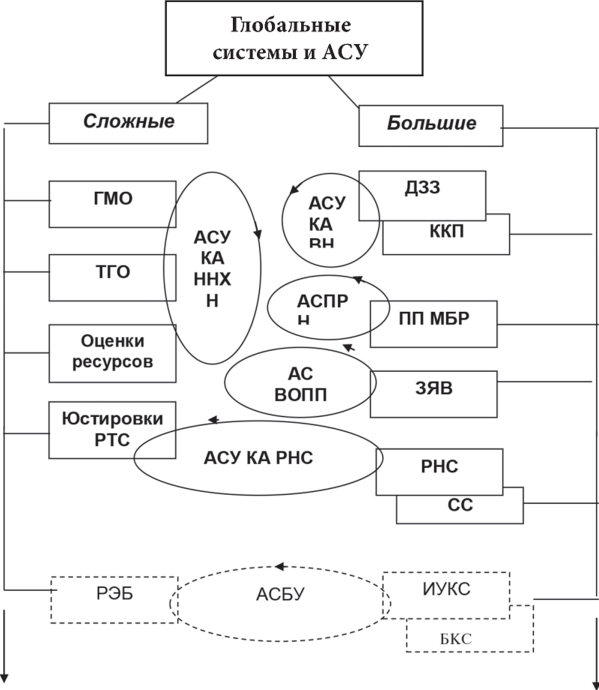 Глобальные
системы и АСУ
Сложные
Большие
ГМО
АСУ
КА
ННХ
Н
АСУ
КА
ВН
ДЗЗ
ККП
ТГО
АСПР
Н
ПП МБР
Оценки
ресурсов
АС
ВОПП
ЗЯВ
Юстировки
РТС
АСУ КА РНС
РНС
СС
РЭБ
АСБУ
ИУКС
БКС